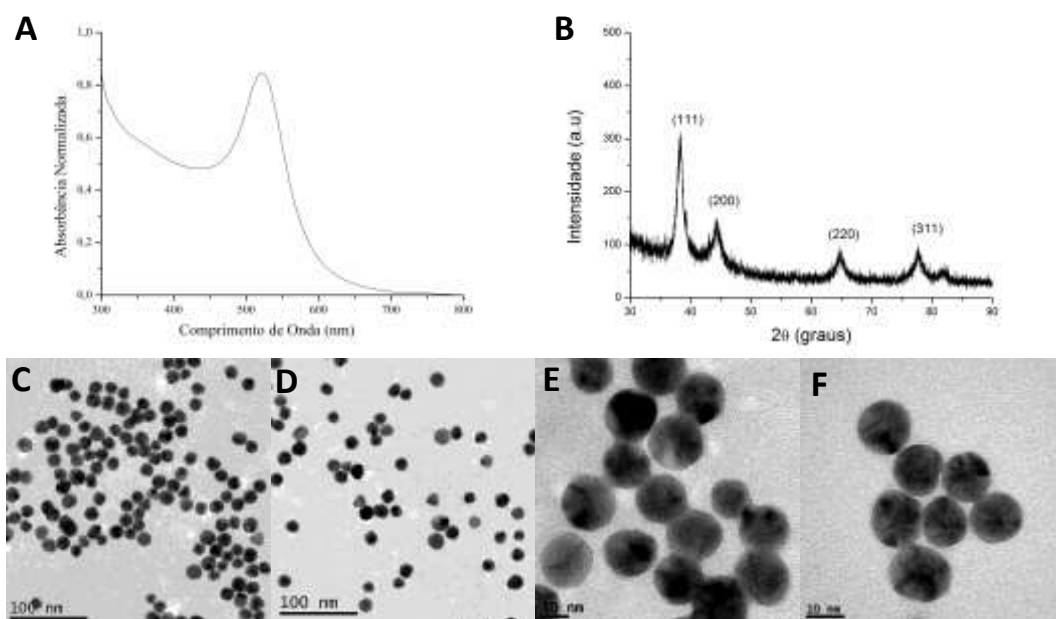 A
1,0
0,8
0,6
0,4
0,2
0,0
Absorbância Normalizada
300 400 500 600 700 800
Comprimento de Onda (nm)
B
500
400
300
200
100
0
Intensidade (a.u)
(111)
(200)
(220)
(311)
30 40 50 60 70 80 90
2θ (graus)
C
100 nm
D
100 nm
E
10 nm
F
10 nm